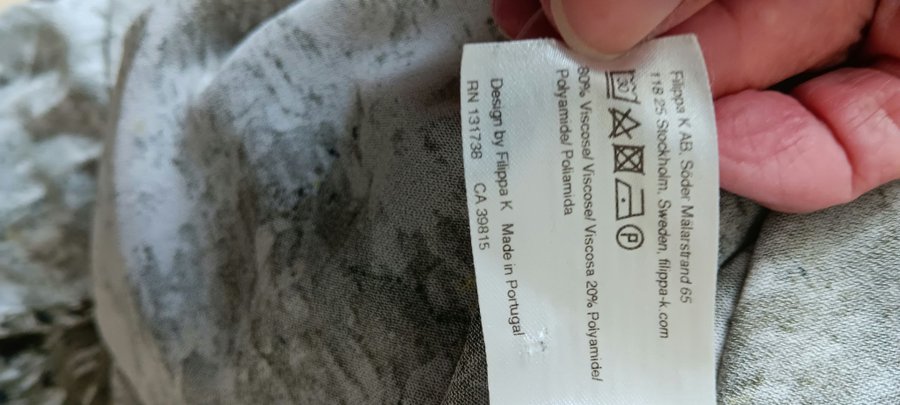 Filippa K AB, Söder Mälarstrand 65
118 25 Stockholm, Sweden, filippa-k.com
30
P
80% Viscose/ Viscose/ Viscosa 20% Polyamide/
Polyamide/ Poliamida
Design by Filippa K Made in Portugal
RN 131738 CA 39815